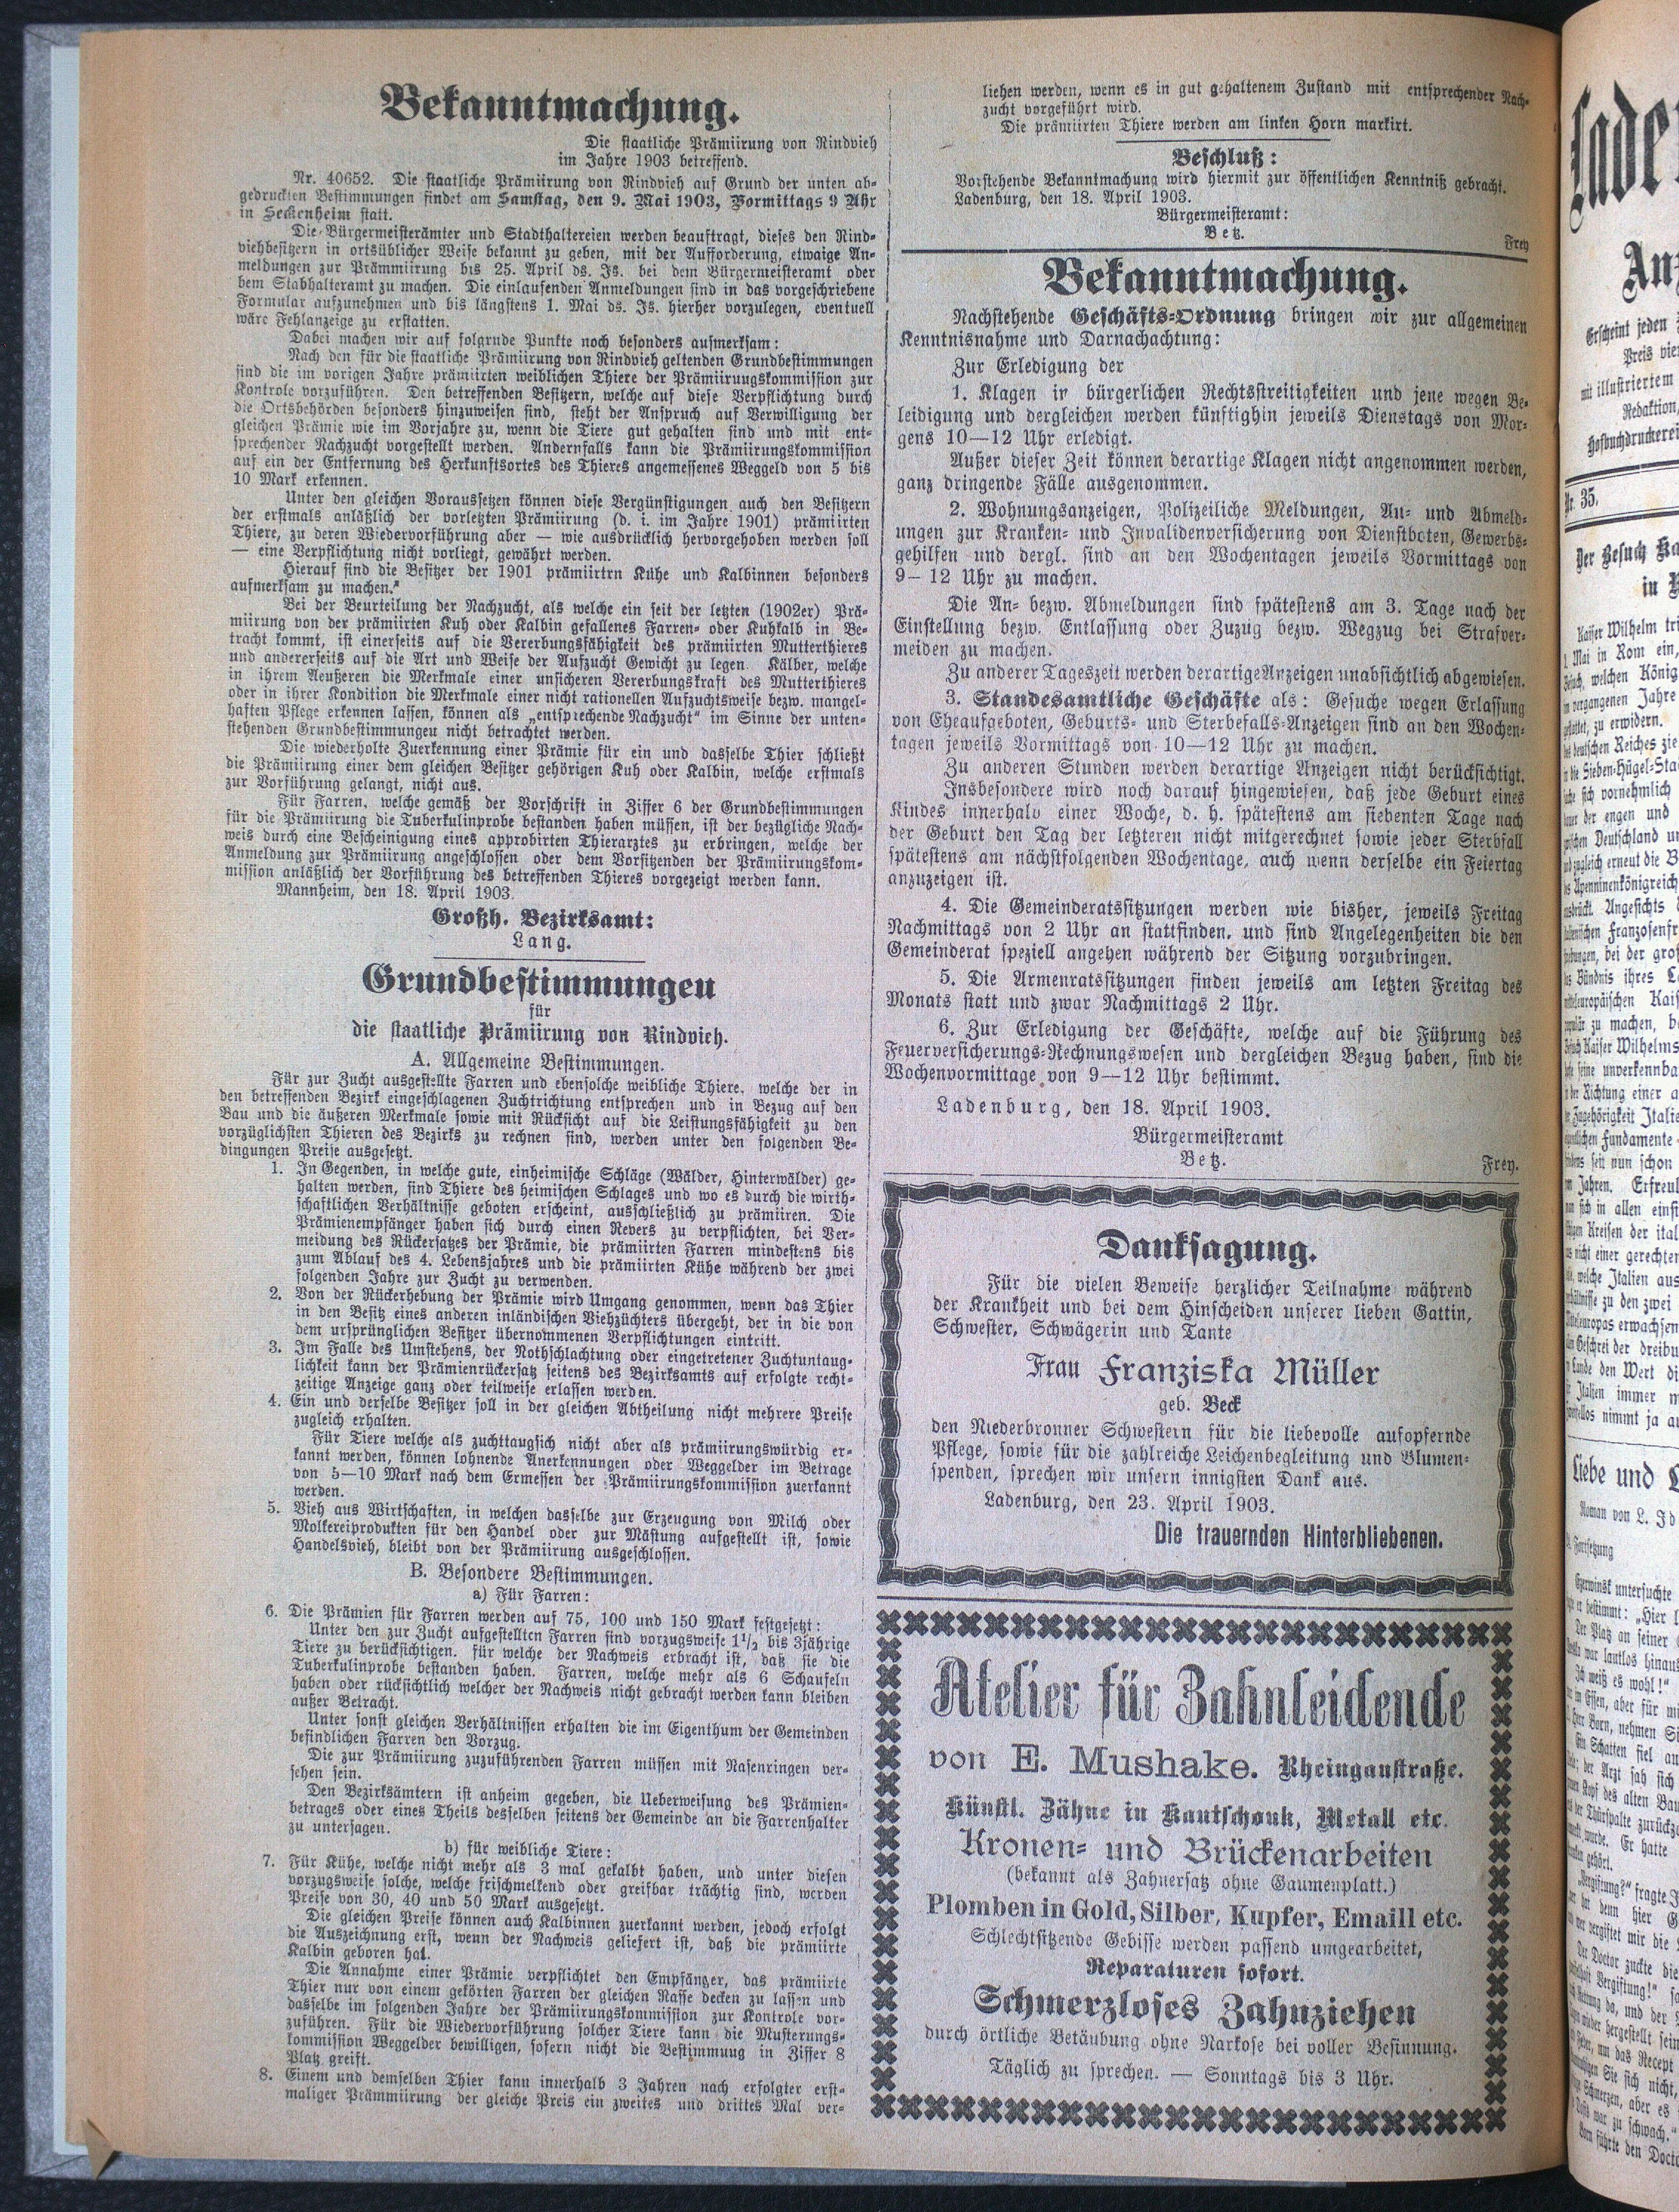 Bekanntmachung.
Die staatliche Prämiirung von Rindvieh
im Jahre 1903 betreffend.
Nr. 40652. Die staatliche Prämiirung von Rindvieh auf Grund der unten ab-
gedruckten Bestimmungen findet am Samstag, den 9. Mai 1903, Vormittags 9 Uhr
in Seckenheim statt.
Die Bürgermeisterämter und Stadthaltereien werden beauftragt, dieses den Rind-
viehbesitzern in ortsüblicher Weise bekannt zu geben, mit der Aufforderung, etwaige An-
meldungen zur Prämmiirung bis 25. April ds. Js. bei dem Bürgermeisteramt oder
dem Stabhalteramt zu machen. Die einlaufenden Anmeldungen sind in das vorgeschriebene
Formular aufzunehmen und bis längstens 1. Mai ds. Js. hierher vorzulegen, eventuell
wäre Fehlanzeige zu erstatten.
Dabei machen wir auf folgrude Punkte noch besonders aufmerksam:
Nach den für die staatliche Prämiirung von Rindvieh geltenden Grundbestimmungen
sind die im vorigen Jahre prämiirten weiblichen Thiere der Prämiirungskommission zur
Kontrole vorzuführen. Den betreffenden Besitzern, welche auf diese Verpflichtung durch
die Ortsbehörden besonders hinzuweisen sind, steht der Anspruch auf Verwilligung der
gleichen Prämie wie im Vorjahre zu, wenn die Tiere gut gehalten sind und mit ent-
sprechender Nachzucht vorgestellt werden. Andernfalls kann die Prämiirungskommission
auf ein der Entfernung des Herkunftsortes des Thieres angemessenes Weggeld von 5 bis
10 Mark erkennen.
Unter den gleichen Voraussetzen können diese Vergünstigungen auch den Besitzern
der erstmals anläßlich der vorletzten Prämiirung (d. i. im Jahre 1901) prämiirten
Thiere, zu deren Wiedervorführung aber — wie ausdrücklich hervorgehoben werden soll
— eine Verpflichtung nicht vorliegt, gewährt werden.
Hierauf sind die Besitzer der 1901 prämiirtrn Kühe und Kalbinnen besonders
aufmerksam zu machen."
Bei der Beurteilung der Nachzucht, als welche ein seit der letzten (1902er) Prä-
miirung von der prämiirten Kuh oder Kalbin gefallenes Farren- oder Kuhkalb in Be-
tracht kommt, ist einerseits auf die Vererbungsfähigkeit des prämiirten Mutterthieres
und andererseits auf die Art und Weise der Aufzucht Gewicht zu legen. Kälber, welche
in ihrem Aeußeren die Merkmale einer unsicheren Vererbungskraft des Mutterthieres
oder in ihrer Kondition die Merkmale einer nicht rationellen Aufzuchtsweise bezw. mangel-
haften Pflege erkennen lassen, können als „entsprechende Nachzucht" im Sinne der unten-
stehenden Grundbestimmungeu nicht betrachtet werden.
Die wiederholte Zuerkennung einer Prämie für ein und dasselbe Thier schließt
die Prämiirung einer dem gleichen Besitzer gehörigen Kuh oder Kalbin, welche erstmals
zur Vorführung gelangt, nicht aus.
Für Farren, welche gemäß der Vorschrift in Ziffer 6 der Grundbestimmungen
für die Prämiirung die Tuberkulinprobe bestanden haben müssen, ist der bezügliche Nach-
weis durch eine Bescheinigung eines approbirten Thierarztes zu erbringen, welche der
Anmeldung zur Prämiirung angeschlossen oder dem Vorsitzenden der Prämiirungskom-
mission anläßlich der Vorführung des betreffenden Thieres vorgezeigt werden kann.
Mannheim, den 18. April 1903.
Großh. Bezirksamt:
Lang.
Grundbestimmungen
für
die staatliche Prämiirung von Rindvieh.
A. Allgemeine Bestimmungen.
Für zur Zucht ausgestellte Farren und ebensolche weibliche Thiere, welche der in
den betreffenden Bezirk eingeschlagenen Zuchtrichtung entsprechen und in Bezug auf den
Bau und die äußeren Merkmale sowie mit Rücksicht auf die Leistungsfähigkeit zu den
vorzüglichsten Thieren des Bezirks zu rechnen sind, werden unter den folgenden Be-
dingungen Preise ausgesetzt.
1. In Gegenden, in welche gute, einheimische Schläge (Wälder, Hinterwälder) ge-
halten werden, sind Thiere des heimischen Schlages und wo es durch die wirth-
schaftlichen Verhältnisse geboten erscheint, ausschließlich zu prämiiren. Die
Prämienempfänger haben sich durch einen Revers zu verpflichten, bei Ver-
meidung des Rückersatzes der Prämie, die prämiirten Farren mindestens bis
zum Ablauf des 4. Lebensjahres und die prämiirten Kühe während der zwei
folgenden Jahre zur Zucht zu verwenden.
2. Von der Rückerhebung der Prämie wird Umgang genommen, wenn das Thier
in den Besitz eines anderen inländischen Viehzüchters übergeht, der in die von
dem ursprünglichen Besitzer übernommenen Verpflichtungen eintritt.
3. Im Falle des Umstehens, der Nothschlachtung oder eingetretener Zuchtuntaug-
lichkeit kann der Prämienrückersatz seitens des Bezirksamts auf erfolgte recht-
zeitige Anzeige ganz oder teilweise erlassen werden.
4. Ein und derselbe Besitzer soll in der gleichen Abtheilung nicht mehrere Preise
zugleich erhalten.
Für Tiere welche als zuchttaugsich nicht aber als prämiirungswürdig er-
kannt werden, können lohnende Anerkennungen oder Weggelder im Betrage
von 5—10 Mark nach dem Ermessen der Prämiirungskommission zuerkannt
werden.
5. Vieh aus Wirtschaften, in welchen dasselbe zur Erzeugung von Milch oder
Molkereiprodukten für den Handel oder zur Mästung aufgestellt ist, sowie
Handelsvieh, bleibt von der Prämiirung ausgeschlossen.
B. Besondere Bestimmungen.
a) Für Farren:
6. Die Prämien für Farren werden auf 75, 100 und 150 Mark festgesetzt:
Unter den zur Zucht aufgestellten Farren sind vorzugsweise 1½ bis 3jährige
Tiere zu berücksichtigen, für welche der Nachweis erbracht ist, daß sie die
Tuberkulinprobe bestanden haben. Farren, welche mehr als 6 Schaufeln
haben oder rücksichtlich welcher der Nachweis nicht gebracht werden kann bleiben
außer Betracht.
Unter sonst gleichen Verhältnissen erhalten die im Eigenthum der Gemeinden
befindlichen Farren den Vorzug.
Die zur Prämiirung zuzuführenden Farren müssen mit Nasenringen ver-
sehen sein.
Den Bezirksämtern ist anheim gegeben, die Ueberweisung des Prämien-
betrages oder eines Theils desselben seitens der Gemeinde an die Farrenhalter
zu untersagen.
b) für weibliche Tiere:
7. Für Kühe, welche nicht mehr als 3 mal gekalbt haben, und unter diesen
vorzugsweise solche, welche frischmelkend oder greifbar trächtig sind, werden
Preise von 30, 40 und 50 Mark ausgesetzt.
Die gleichen Preise können auch Kalbinnen zuerkannt werden, jedoch erfolgt
die Auszeichnung erst, wenn der Nachweis geliefert ist, daß die prämiirte
Kalbin geboren hat.
Die Annahme einer Prämie verpflichtet den Empfänger, das prämiirte
Thier nur von einem gekörten Farren der gleichen Rasse decken zu lassen und
dasselbe im folgenden Jahre der Prämiirungskommission zur Kontrole vor-
zuführen. Für die Wiedervorführung solcher Tiere kann die Musterungs-
kommission Weggelder bewilligen, sofern nicht die Bestimmuug in Ziffer 8
Platz greift.
8. Einem und demselben Thier kann innerhalb 3 Jahren nach erfolgter erst-
maliger Prämmiirung der gleiche Preis ein zweites und drittes Mal ver-
liehen werden, wenn es in gut gehaltenem Zustand mit entsprechender Nach-
zucht vorgeführt wird.
Die prämiirten Thiere werden am linken Horn markirt.
Beschluß:
Vorstehende Bekanntmachung wird hiermit zur öffentlichen Kenntniß gebracht.
Ladenburg, den 18. April 1903.
Bürgermeisteramt:
Betz.
Frey
Bekanntmachung.
Nachstehende Geschäfts-Ordnung bringen wir zur allgemeinen
Kenntnisnahme und Darnachachtung:
Zur Erledigung der
1. Klagen in bürgerlichen Rechtsstreitigkeiten und jene wegen Be-
leidigung und dergleichen werden künftighin jeweils Dienstags von Mor-
gens 10—12 Uhr erledigt.
Außer dieser Zeit können derartige Klagen nicht angenommen werden,
ganz dringende Fälle ausgenommen.
2. Wohnungsanzeigen, Polizeiliche Meldungen, An- und Abmeld-
ungen zur Kranken- und Invalidenversicherung von Dienstboten, Gewerbs-
gehilfen und dergl. sind an den Wochentagen jeweils Vormittags von
9—12 Uhr zu machen.
Die An- bezw. Abmeldungen sind spätestens am 3. Tage nach der
Einstellung bezw. Entlassung oder Zuzug bezw. Wegzug bei Strafver-
meiden zu machen.
Zu anderer Tageszeit werden derartige Anzeigen unabsichtlich abgewiesen.
3. Standesamtliche Geschäfte als: Gesuche wegen Erlassung
von Eheaufgeboten, Geburts- und Sterbefalls-Anzeigen sind an den Wochen-
tagen jeweils Vormittags von 10—12 Uhr zu machen.
Zu anderen Stunden werden derartige Anzeigen nicht berücksichtigt.
Insbesondere wird noch darauf hingewiesen, daß jede Geburt eines
Kindes innerhalb einer Woche, d. h. spätestens am siebenten Tage nach
der Geburt den Tag der letzteren nicht mitgerechnet sowie jeder Sterbfall
spätestens am nächstfolgenden Wochentage, auch wenn derselbe ein Feiertag
anzuzeigen ist.
4. Die Gemeinderatssitzungen werden wie bisher, jeweils Freitag
Nachmittags von 2 Uhr an stattfinden, und sind Angelegenheiten die den
Gemeinderat speziell angehen während der Sitzung vorzubringen.
5. Die Armenratssitzungen finden jeweils am letzten Freitag des
Monats statt und zwar Nachmittags 2 Uhr.
6. Zur Erledigung der Geschäfte, welche auf die Führung des
Feuerversicherungs-Rechnungswesen und dergleichen Bezug haben, sind die
Wochenvormittage von 9—12 Uhr bestimmt.
Ladenburg, den 18. April 1903.
Bürgermeisteramt
Betz.
Frey.
Danksagung.
Für die vielen Beweise herzlicher Teilnahme während
der Krankheit und bei dem Hinscheiden unserer lieben Gattin,
Schwester, Schwägerin und Tante
Frau Franziska Müller
geb. Beck
den Niederbronner Schwestern für die liebevolle aufopfernde
Pflege, sowie für die zahlreiche Leichenbegleitung und Blumen-
spenden, sprechen wir unsern innigsten Dank aus.
Ladenburg, den 23. April 1903.
Die trauernden Hinterbliebenen.
Atelier für Zahnleidende
von E. Mushake. Rheingaustraße.
Künstl. Zähne in Kautschouk, Metall etc.
Kronen- und Brückenarbeiten
(bekannt als Zahnersatz ohne Gaumenplatt.)
Plomben in Gold, Silber, Kupfer, Emaill etc.
Schlechtsitzende Gebisse werden passend umgearbeitet,
Reparaturen sofort.
Schmerzloses Zahnziehen
durch örtliche Betäubung ohne Narkose bei voller Besinnung.
Täglich zu sprechen. — Sonntags bis 3 Uhr.
Nr. 35.